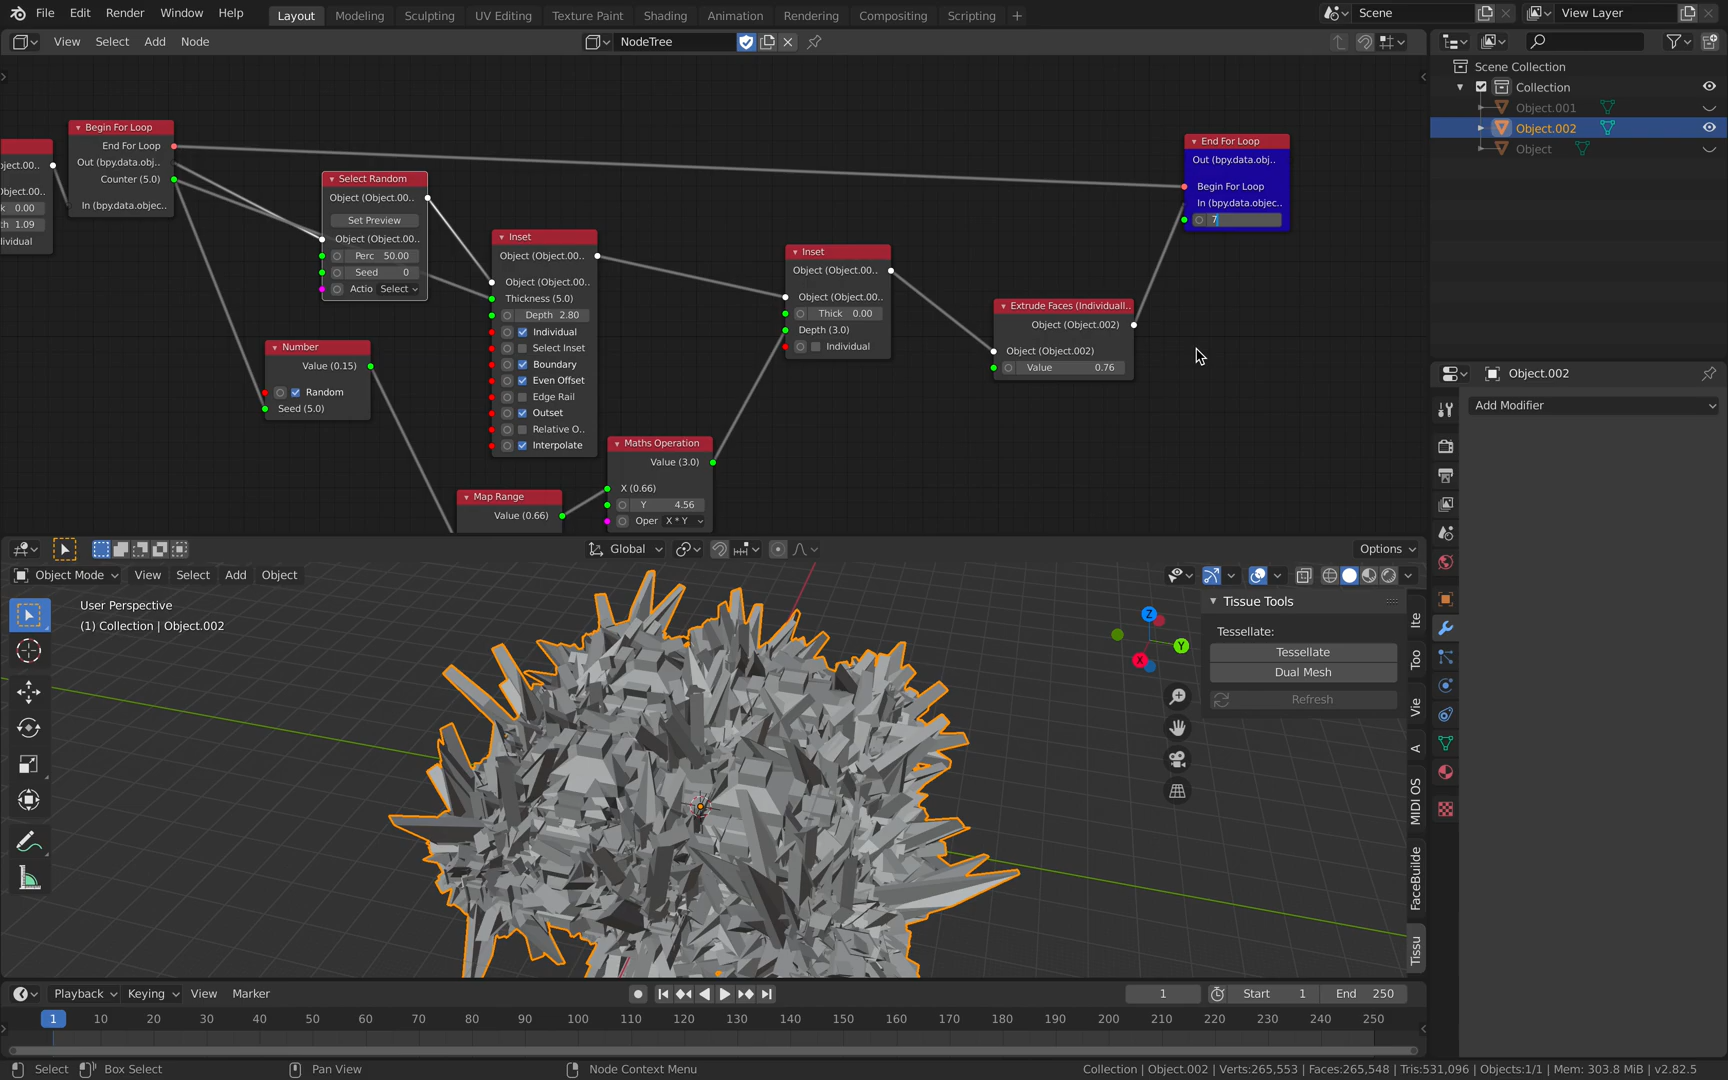 File Edit Render Window Help Layout Modeling Sculpting UV Editing Texture Paint Shading Animation Rendering Compositing Scripting + Scene View Layer
View Select Add Node NodeTree
Scene Collection
Collection
Object.001
Object.002
Object
Begin For Loop
End For Loop
Out (bpy.data.obj..
Counter (5.0)
In (bpy.data.objec..
bject.00..
bject.00..
k 0.00
th 1.09
ividual
Select Random
Object (Object.00..
Set Preview
Object (Object.00..
Perc 50.00
Seed 0
Actio Select
Number
Value (0.15)
Random
Seed (5.0)
Inset
Object (Object.00..
Object (Object.00..
Thickness (5.0)
Depth 2.80
Individual
Select Inset
Boundary
Even Offset
Edge Rail
Outset
Relative O..
Interpolate
Map Range
Value (0.66)
Maths Operation
Value (3.0)
X (0.66)
Y 4.56
Oper X * Y
Inset
Object (Object.00..
Object (Object.00..
Thick 0.00
Depth (3.0)
Individual
Extrude Faces (Individuall..
Object (Object.002)
Object (Object.002)
Value 0.76
End For Loop
Out (bpy.data.obj..
Begin For Loop
In (bpy.data.objec..
7
Object.002
Add Modifier
Global Options
Object Mode View Select Add Object
User Perspective
(1) Collection | Object.002
Z
Y
X
Tissue Tools
Tessellate:
Tessellate
Dual Mesh
Refresh
Ite
Too
Vie
A
MIDI OS
FaceBuilde
Tissu
Playback Keying View Marker 1 Start 1 End 250
1 10 20 30 40 50 60 70 80 90 100 110 120 130 140 150 160 170 180 190 200 210 220 230 240 250
Select Box Select Pan View Node Context Menu Collection | Object.002 | Verts:265,553 | Faces:265,548 | Tris:531,096 | Objects:1/1 | Mem: 303.8 MiB | v2.82.5